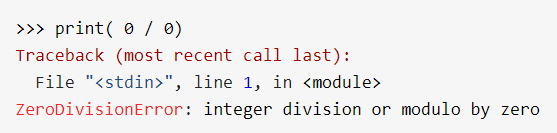 >>> print( 0 / 0)
Traceback (most recent call last):
  File "<stdin>", line 1, in <module>
ZeroDivisionError: integer division or modulo by zero